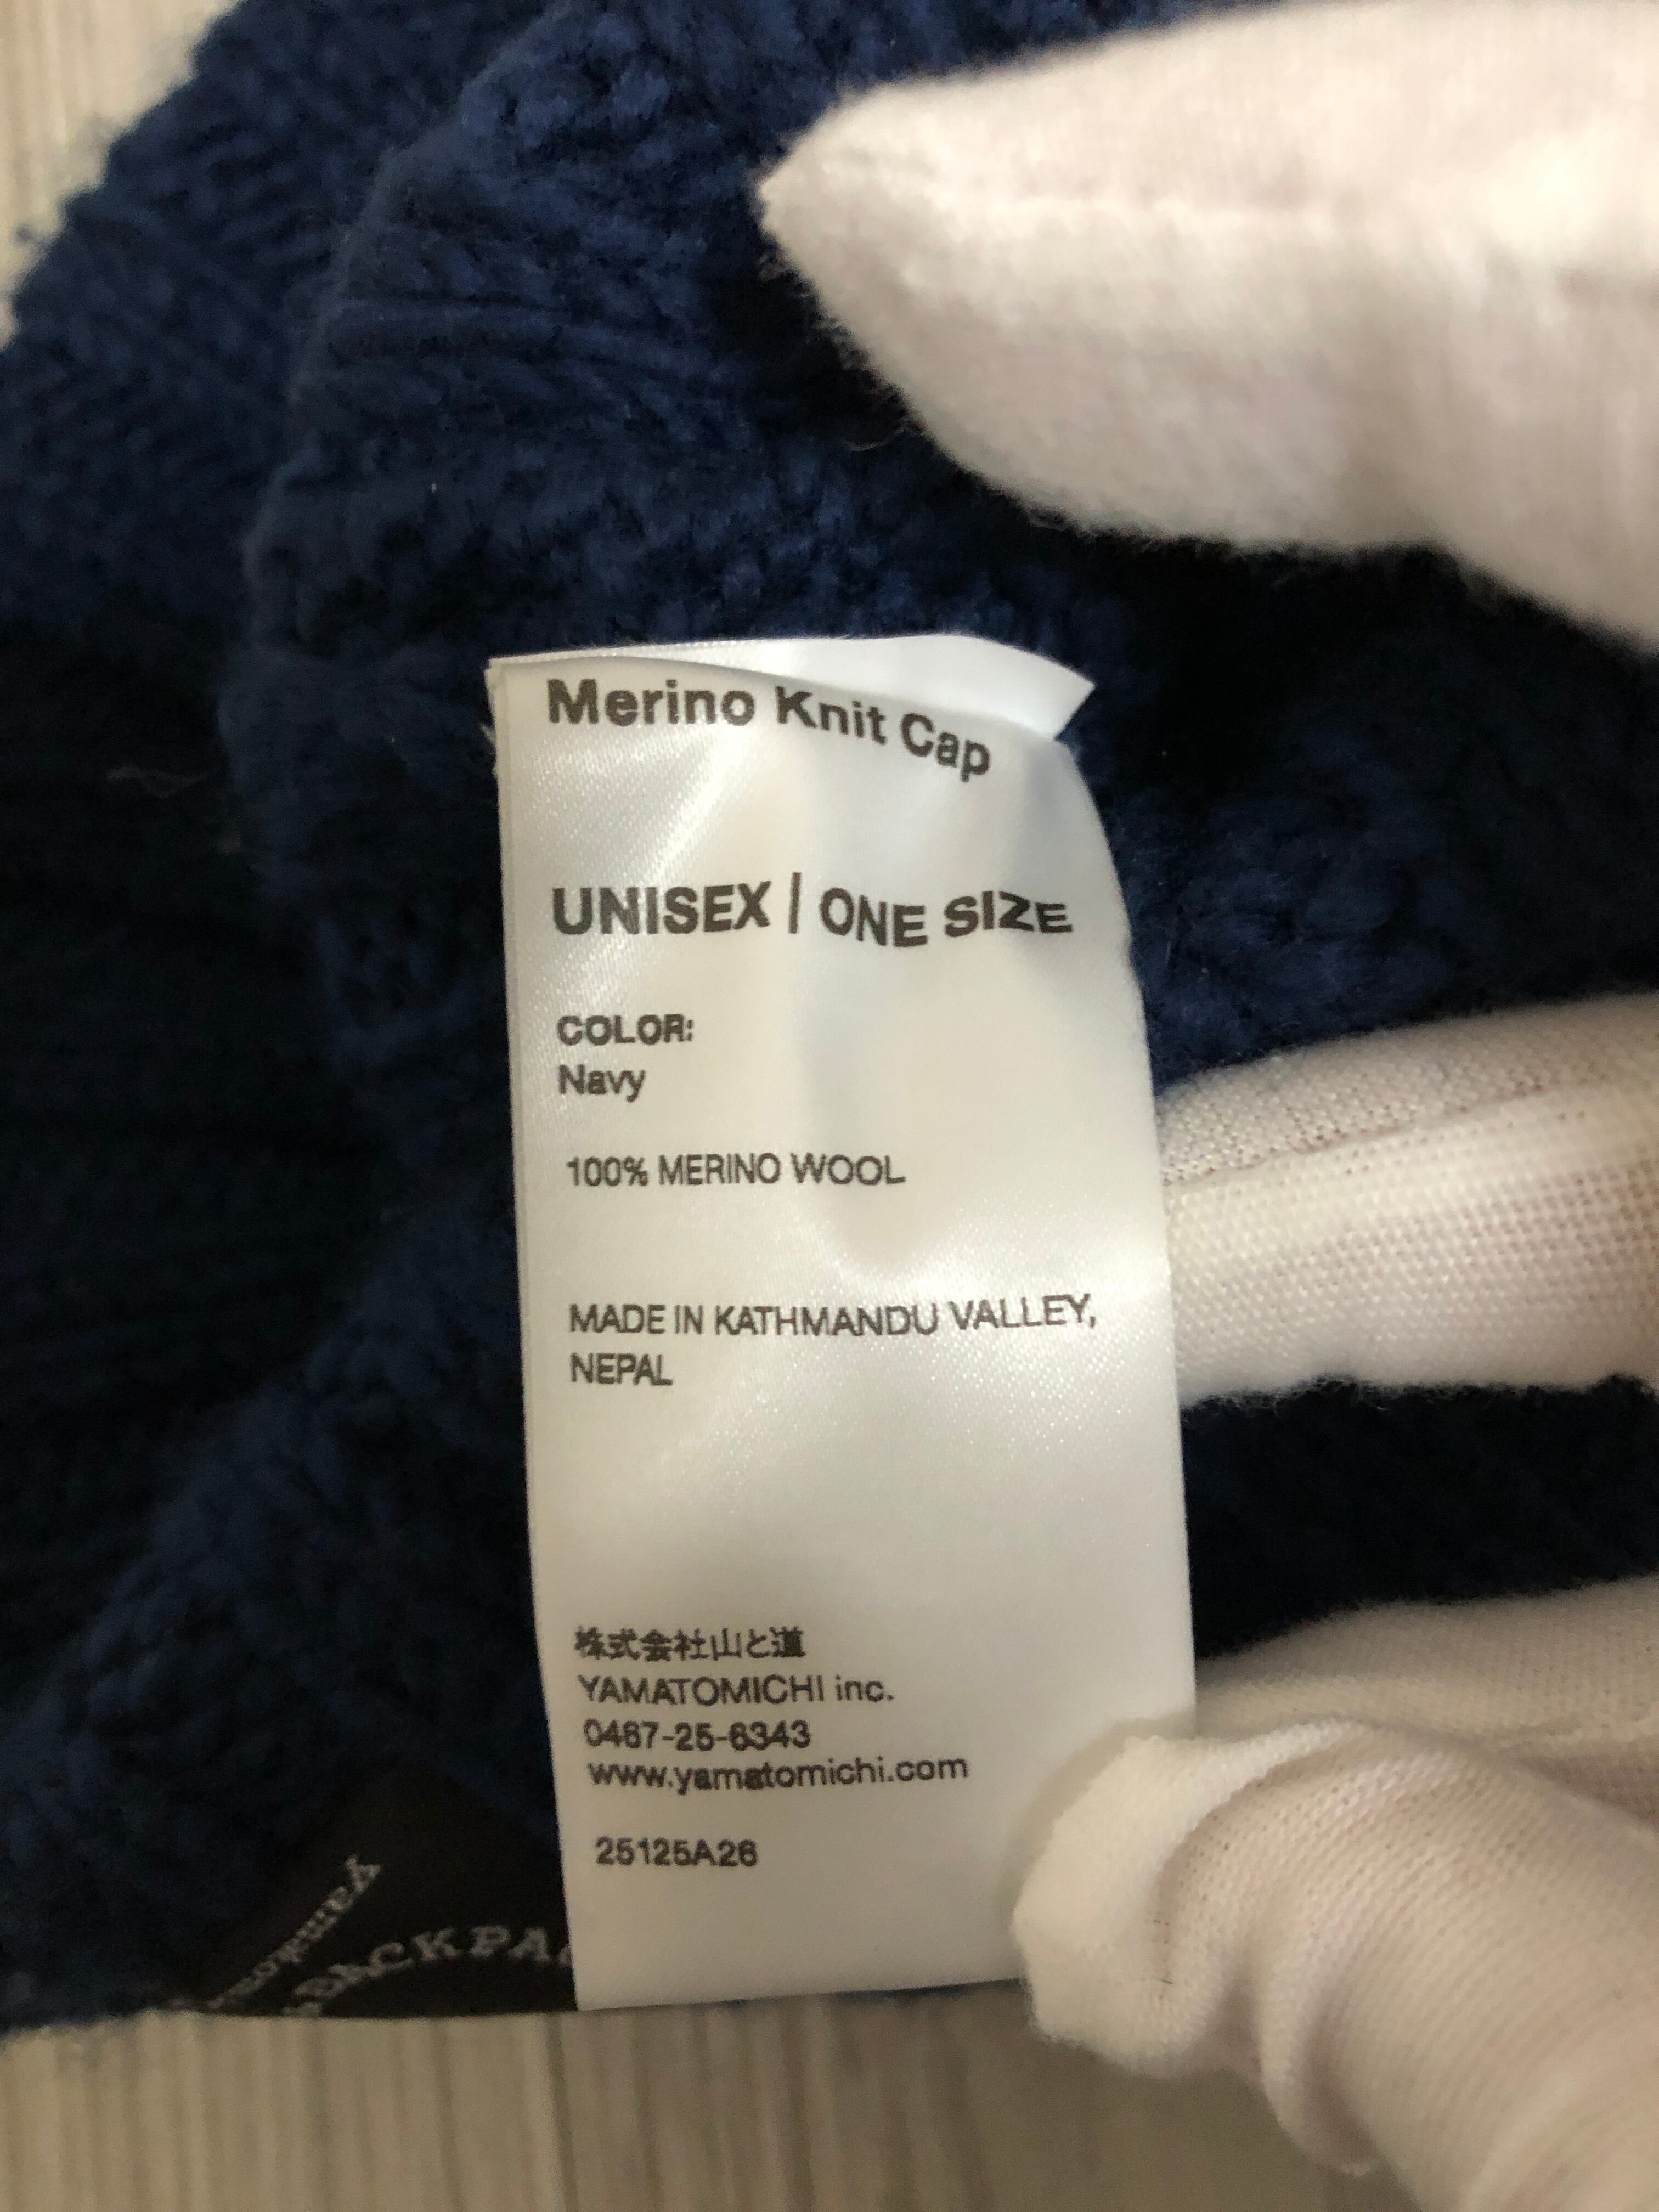 Merino Knit Cap
UNISEX / ONE SIZE
COLOR:
Navy
100% MERINO WOOL
MADE IN KATHMANDU VALLEY,
NEPAL
株式会社山と道
YAMATOMICHI inc.
0467-25-6343
www.yamatomichi.com
25125A26